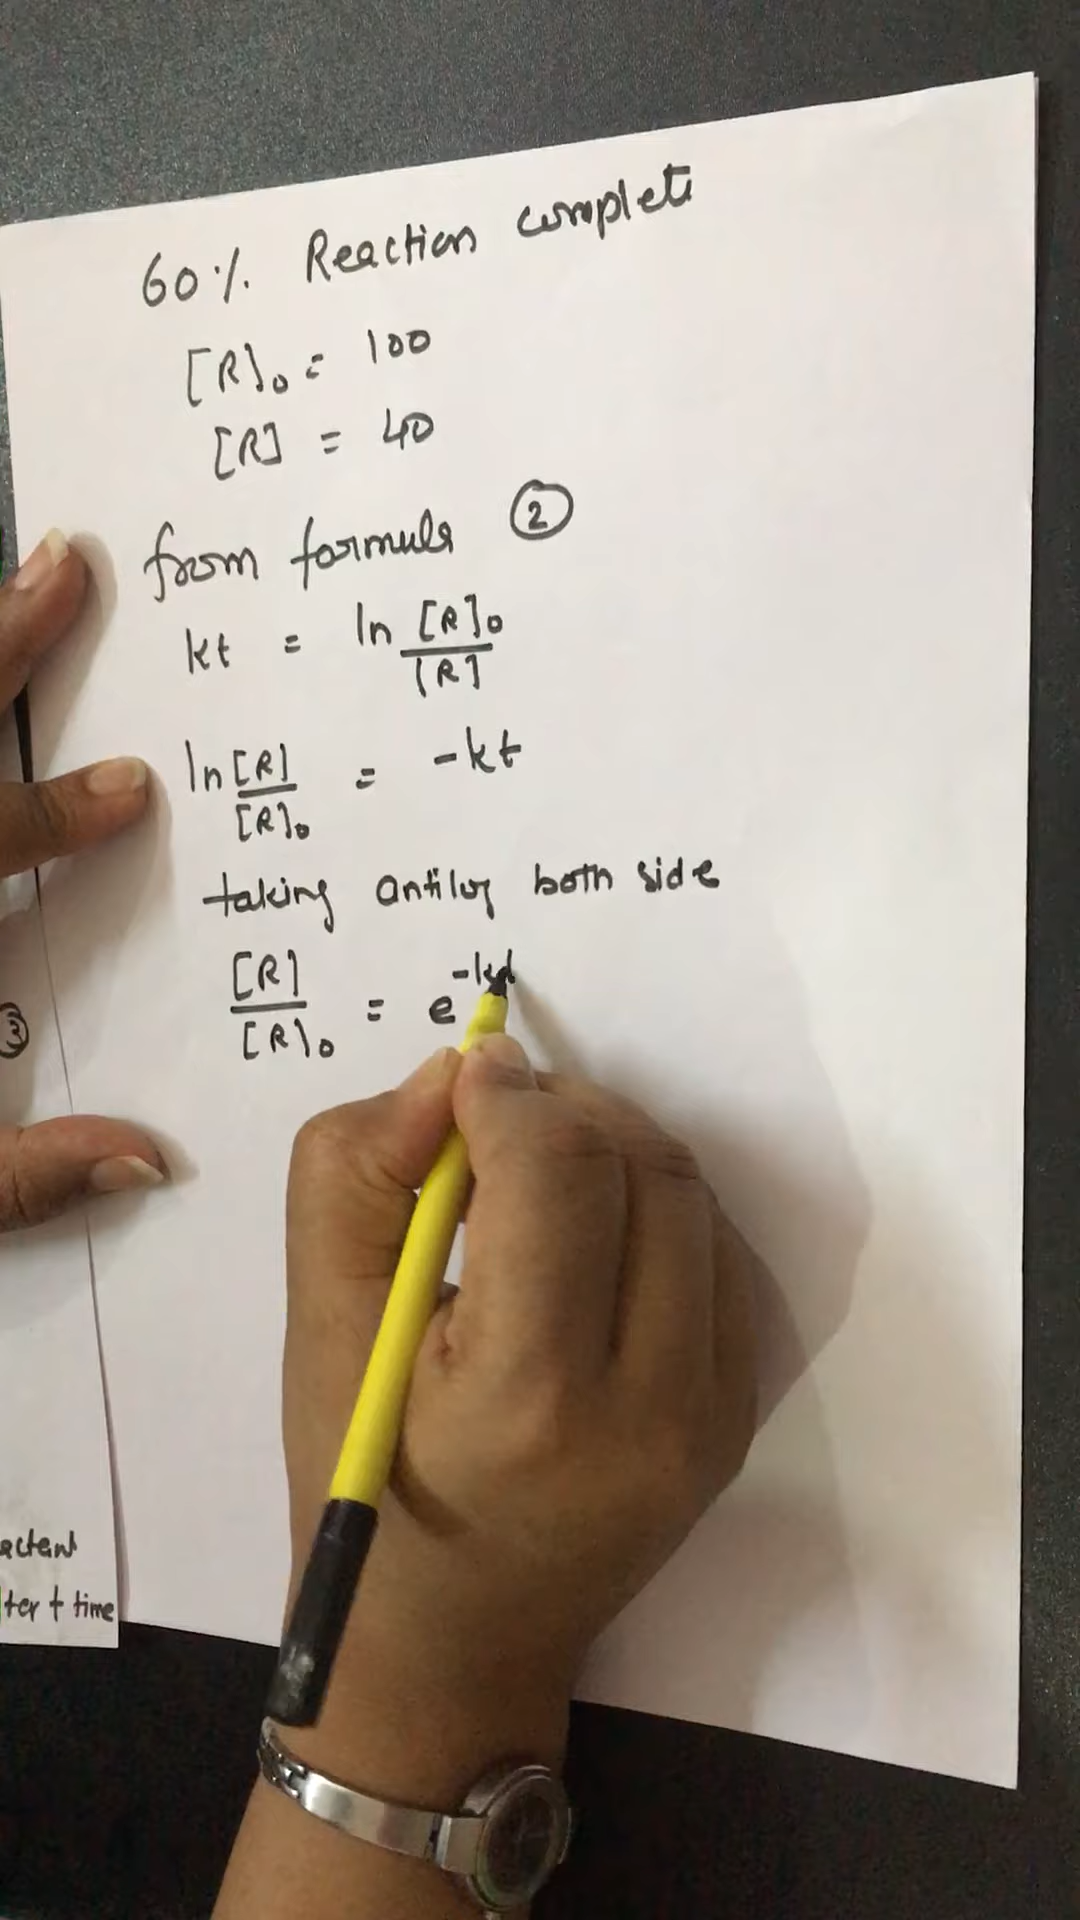 60% Reaction complete
[R]₀ = 100
[R] = 40
from formula ②
kt = ln [R]₀/[R]
ln [R]/[R]₀ = -kt
taking antilog both side
[R]/[R]₀ = e^-kt
③
actant
ter t time